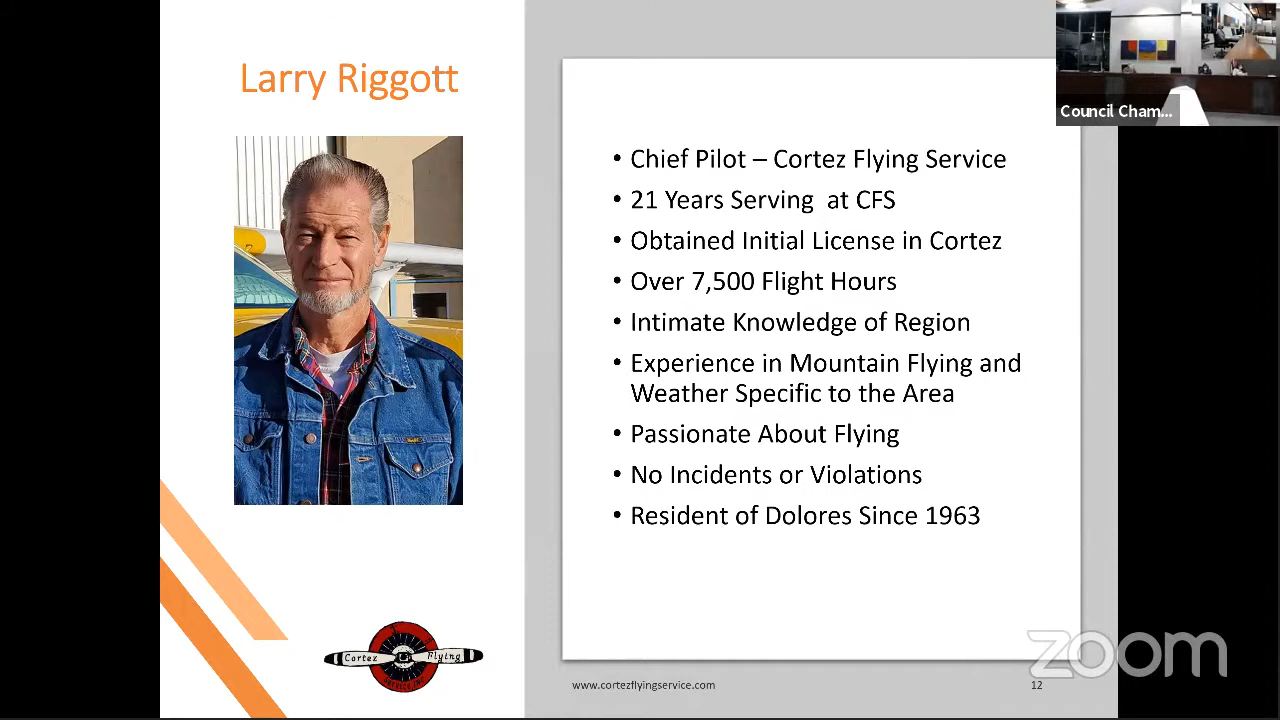 Larry Riggott
Council Cham...
• Chief Pilot – Cortez Flying Service
• 21 Years Serving at CFS
• Obtained Initial License in Cortez
• Over 7,500 Flight Hours
• Intimate Knowledge of Region
• Experience in Mountain Flying and
Weather Specific to the Area
• Passionate About Flying
• No Incidents or Violations
• Resident of Dolores Since 1963
Cortez Flying
Service, Inc.
www.cortezflyingservice.com
12
zoom